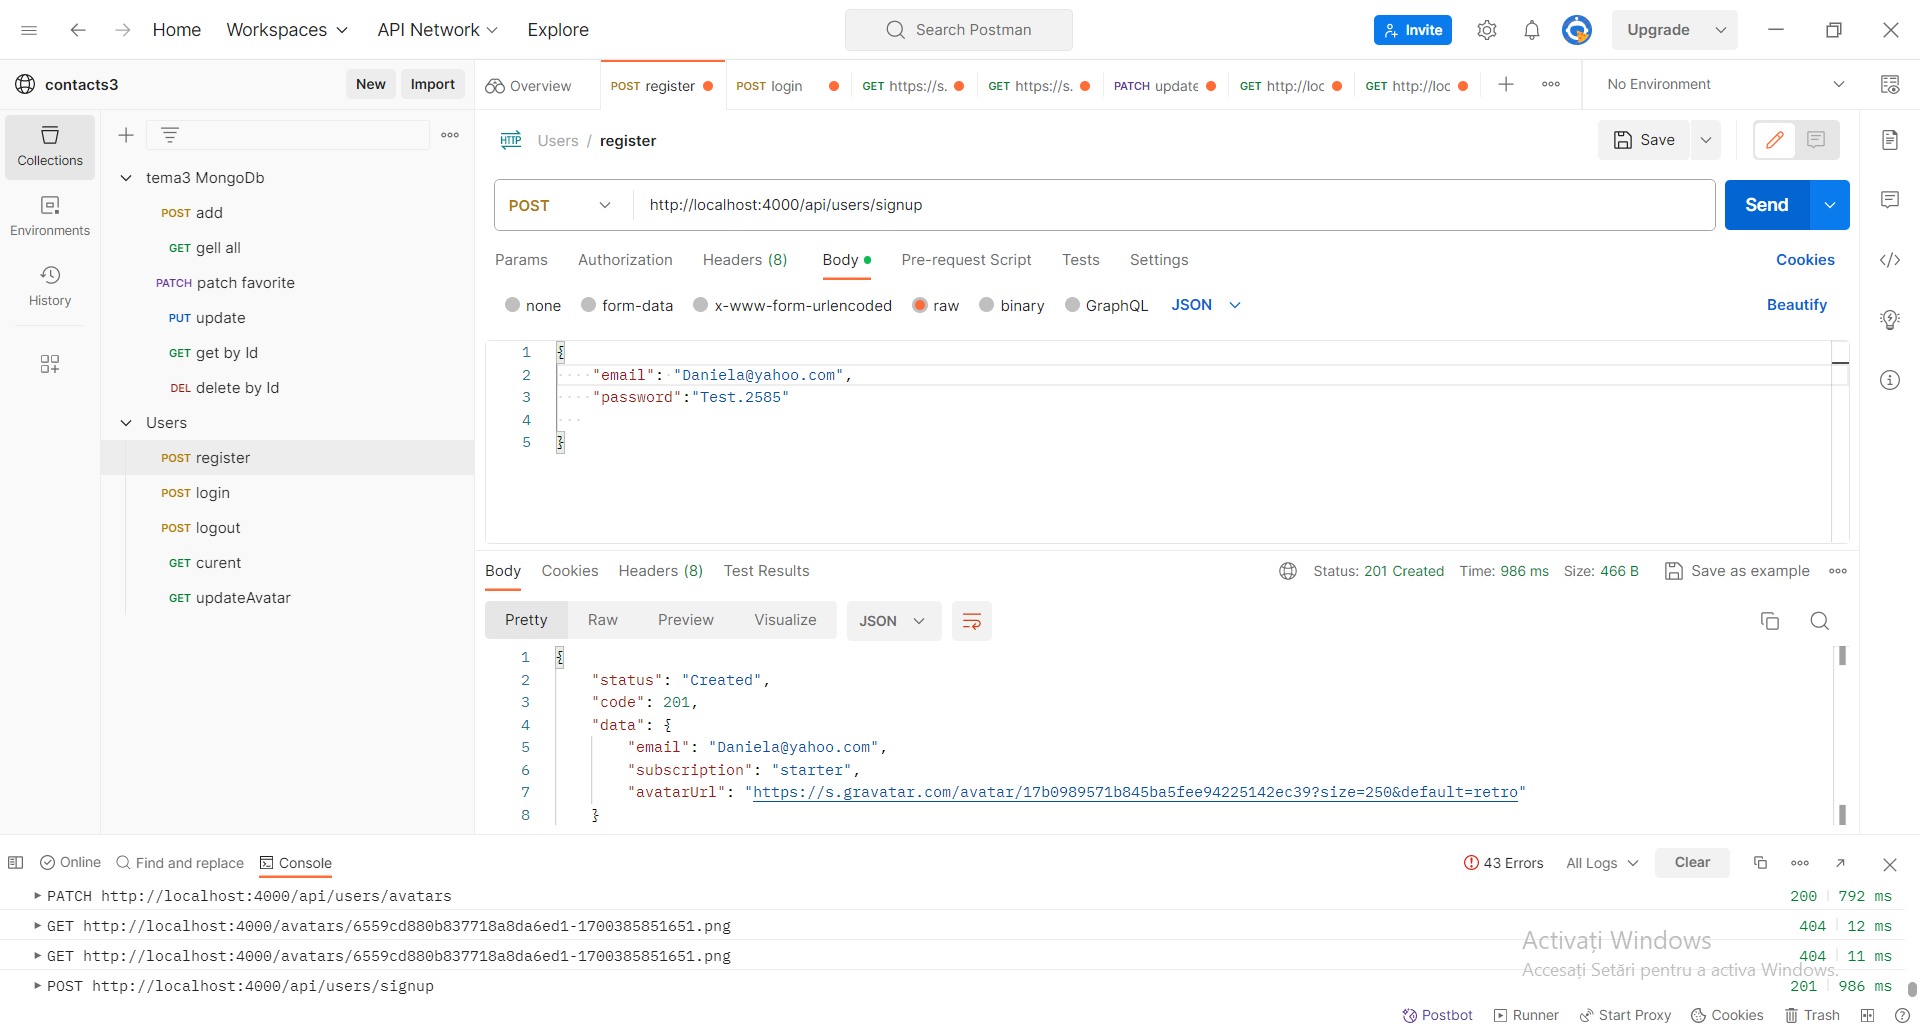 Home Workspaces API Network Explore Search Postman Invite Upgrade
contacts3 New Import Overview POST register POST login GET https://s. GET https://s. PATCH update GET http://loc GET http://loc No Environment
Collections
Environments
History
tema3 MongoDb
POST add
GET gell all
PATCH patch favorite
PUT update
GET get by Id
DEL delete by Id
Users
POST register
POST login
POST logout
GET curent
GET updateAvatar
HTTP Users / register Save
POST http://localhost:4000/api/users/signup Send
Params Authorization Headers (8) Body Pre-request Script Tests Settings Cookies
none form-data x-www-form-urlencoded raw binary GraphQL JSON Beautify
1 {
2 "email": "Daniela@yahoo.com",
3 "password":"Test.2585"
4
5 }
Body Cookies Headers (8) Test Results Status: 201 Created Time: 986 ms Size: 466 B Save as example
Pretty Raw Preview Visualize JSON
1 {
2 "status": "Created",
3 "code": 201,
4 "data": {
5 "email": "Daniela@yahoo.com",
6 "subscription": "starter",
7 "avatarUrl": "https://s.gravatar.com/avatar/17b0989571b845ba5fee94225142ec39?size=250&default=retro"
8 }
Online Find and replace Console 43 Errors All Logs Clear
PATCH http://localhost:4000/api/users/avatars 200 792 ms
GET http://localhost:4000/avatars/6559cd880b837718a8da6ed1-1700385851651.png 404 12 ms
GET http://localhost:4000/avatars/6559cd880b837718a8da6ed1-1700385851651.png 404 11 ms
POST http://localhost:4000/api/users/signup 201 986 ms
Activați Windows
Accesați Setări pentru a activa Windows.
Postbot Runner Start Proxy Cookies Trash